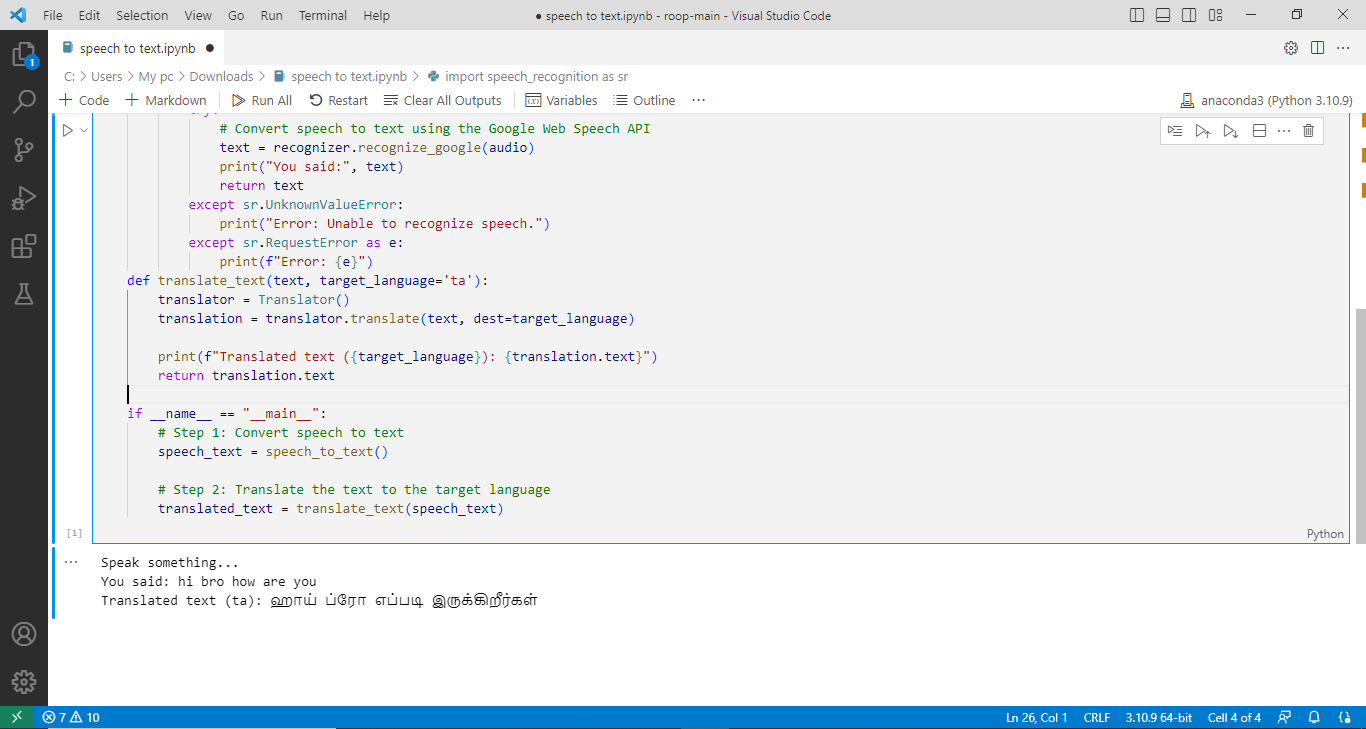 File Edit Selection View Go Run Terminal Help ● speech to text.ipynb - roop-main - Visual Studio Code
speech to text.ipynb ●
C: > Users > My pc > Downloads > speech to text.ipynb > import speech_recognition as sr
+ Code + Markdown Run All Restart Clear All Outputs Variables Outline ... anaconda3 (Python 3.10.9)
# Convert speech to text using the Google Web Speech API
text = recognizer.recognize_google(audio)
print("You said:", text)
return text
except sr.UnknownValueError:
print("Error: Unable to recognize speech.")
except sr.RequestError as e:
print(f"Error: {e}")
def translate_text(text, target_language='ta'):
translator = Translator()
translation = translator.translate(text, dest=target_language)
print(f"Translated text ({target_language}): {translation.text}")
return translation.text
if __name__ == "__main__":
# Step 1: Convert speech to text
speech_text = speech_to_text()
# Step 2: Translate the text to the target language
translated_text = translate_text(speech_text)
[1] Python
... Speak something...
You said: hi bro how are you
Translated text (ta): ஹாய் ப்ரோ எப்படி இருக்கிறீர்கள்
1
7 10 Ln 26, Col 1 CRLF 3.10.9 64-bit Cell 4 of 4